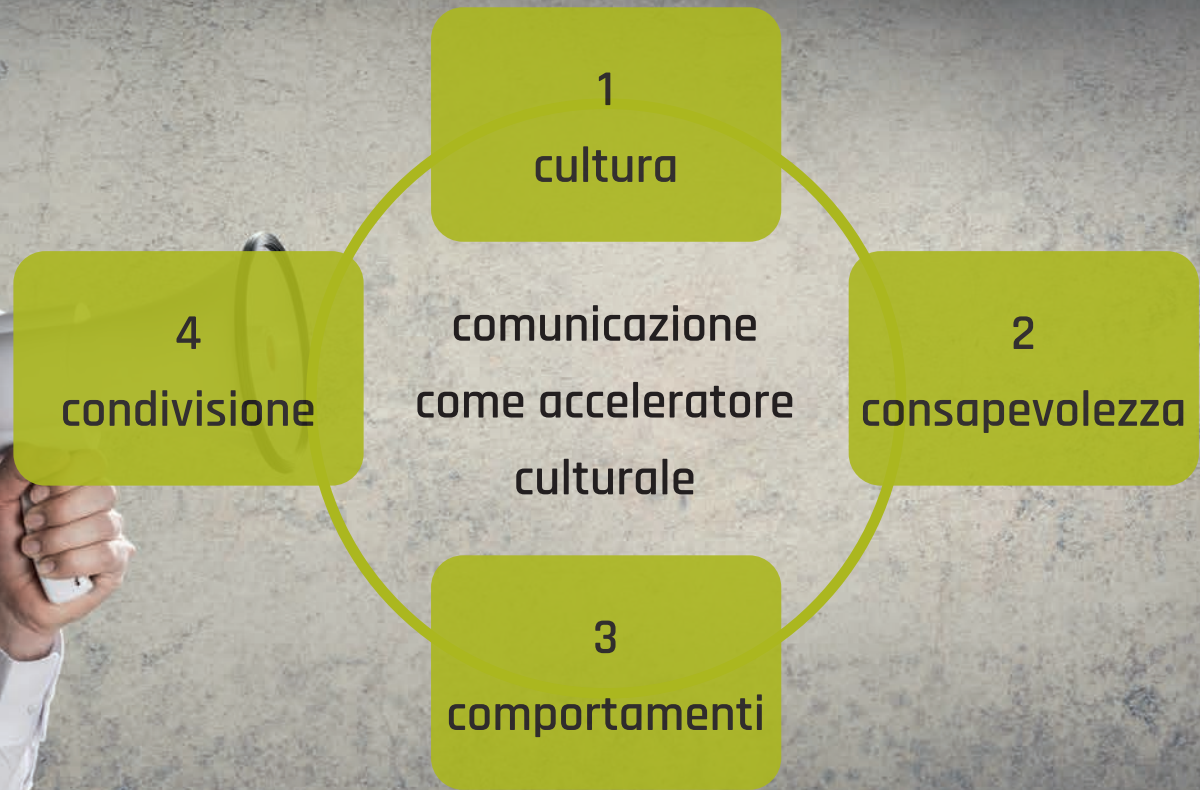 1
cultura
comunicazione
come acceleratore
culturale
2
consapevolezza
3
comportamenti
4
condivisione